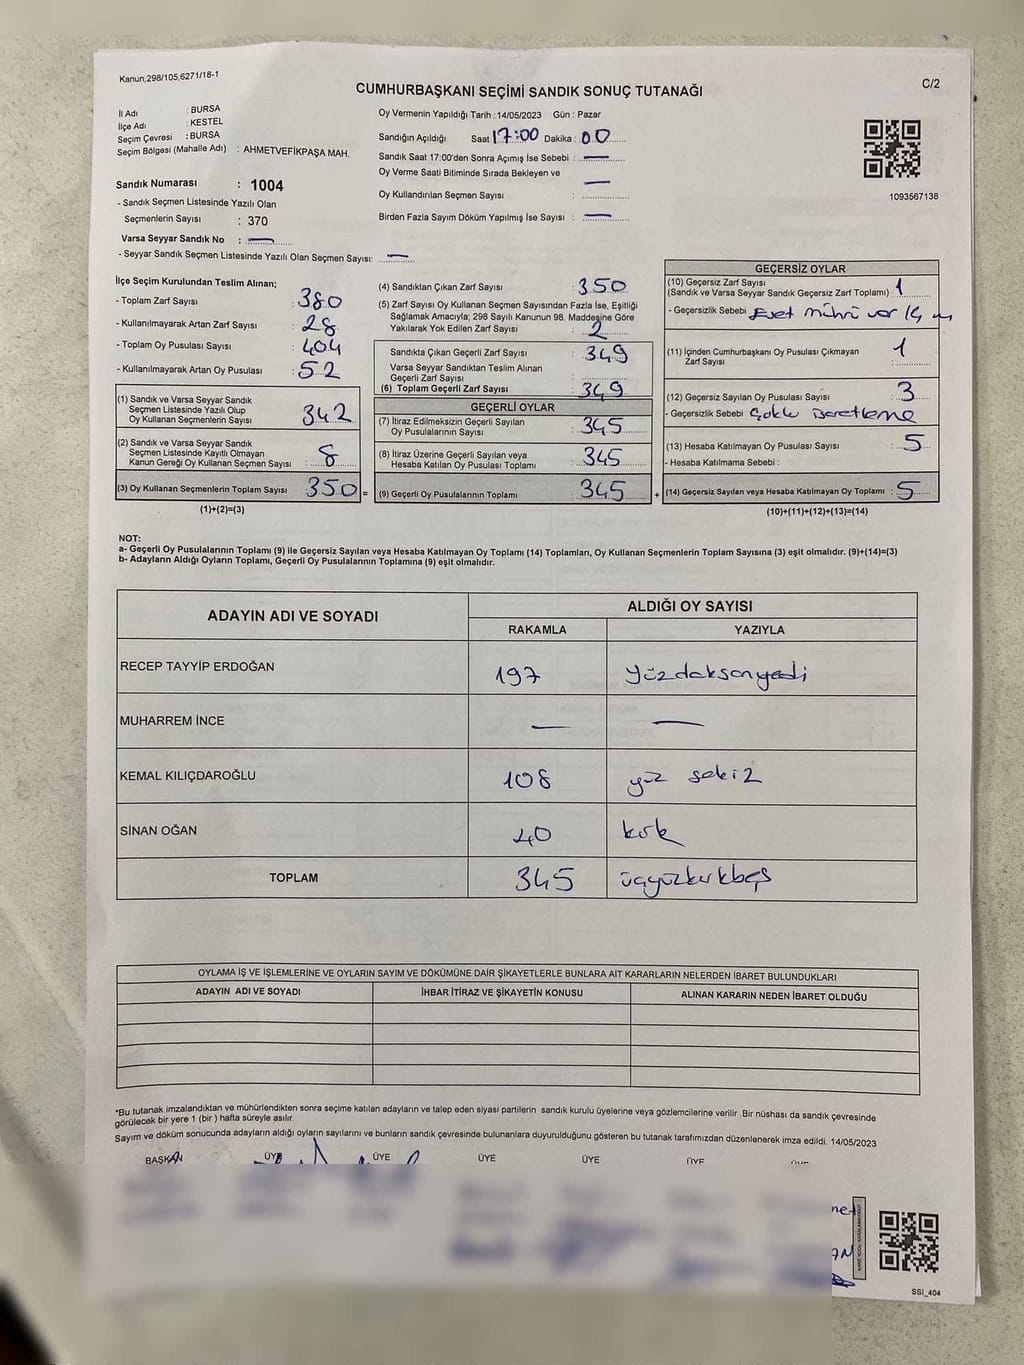 Kanun,298/105,6271/18-1
CUMHURBAŞKANI SEÇİMİ SANDIK SONUÇ TUTANAĞI
C/2
İl Adı : BURSA
İlçe Adı : KESTEL
Seçim Çevresi : BURSA
Seçim Bölgesi (Mahalle Adı) : AHMETVEFİKPAŞA MAH.
Sandık Numarası : 1004
- Sandık Seçmen Listesinde Yazılı Olan
Seçmenlerin Sayısı : 370
Varsa Seyyar Sandık No : —
- Seyyar Sandık Seçmen Listesinde Yazılı Olan Seçmen Sayısı: —
Oy Vermenin Yapıldığı Tarih : 14/05/2023 Gün : Pazar
Sandığın Açıldığı Saat 17:00 Dakika : 00
Sandık Saat 17:00'den Sonra Açımış İse Sebebi : —
Oy Verme Saati Bitiminde Sırada Bekleyen ve —
Oy Kullandırılan Seçmen Sayısı :
Birden Fazla Sayım Döküm Yapılmış İse Sayısı : —
1093567138
İlçe Seçim Kurulundan Teslim Alınan;
- Toplam Zarf Sayısı : 380
- Kullanılmayarak Artan Zarf Sayısı : 28
- Toplam Oy Pusulası Sayısı : 404
- Kullanılmayarak Artan Oy Pusulası : 52
(1) Sandık ve Varsa Seyyar Sandık
Seçmen Listesinde Yazılı Olup
Oy Kullanan Seçmenlerin Sayısı : 342
(2) Sandık ve Varsa Seyyar Sandık
Seçmen Listesinde Kayıtlı Olmayan
Kanun Gereği Oy Kullanan Seçmen Sayısı : 8
(3) Oy Kullanan Seçmenlerin Toplam Sayısı : 350 =
(1)+(2)=(3)
(4) Sandıktan Çıkan Zarf Sayısı : 350
(5) Zarf Sayısı Oy Kullanan Seçmen Sayısından Fazla İse, Eşitliği
Sağlamak Amacıyla; 298 Sayılı Kanunun 98. Maddesine Göre
Yakılarak Yok Edilen Zarf Sayısı : 2
Sandıkta Çıkan Geçerli Zarf Sayısı : 349
Varsa Seyyar Sandıktan Teslim Alınan
Geçerli Zarf Sayısı :
(6) Toplam Geçerli Zarf Sayısı : 349
GEÇERLİ OYLAR
(7) İtiraz Edilmeksizin Geçerli Sayılan
Oy Pusulalarının Sayısı : 345
(8) İtiraz Üzerine Geçerli Sayılan veya
Hesaba Katılan Oy Pusulası Toplamı : 345
(9) Geçerli Oy Pusulalarının Toplamı : 345 +
GEÇERSİZ OYLAR
(10) Geçersiz Zarf Sayısı
(Sandık ve Varsa Seyyar Sandık Geçersiz Zarf Toplamı) : 1
- Geçersizlik Sebebi : Evet mührü var
(11) İçinden Cumhurbaşkanı Oy Pusulası Çıkmayan
Zarf Sayısı : 1
(12) Geçersiz Sayılan Oy Pusulası Sayısı : 3
- Geçersizlik Sebebi : Çoklu İşaretleme
(13) Hesaba Katılmayan Oy Pusulası Sayısı : 5
- Hesaba Katılmama Sebebi :
(14) Geçersiz Sayılan veya Hesaba Katılmayan Oy Toplamı : 5
(10)+(11)+(12)+(13)=(14)
NOT:
a- Geçerli Oy Pusulalarının Toplamı (9) ile Geçersiz Sayılan veya Hesaba Katılmayan Oy Toplamı (14) Toplamları, Oy Kullanan Seçmenlerin Toplam Sayısına (3) eşit olmalıdır. (9)+(14)=(3)
b- Adayların Aldığı Oyların Toplamı, Geçerli Oy Pusulalarının Toplamına (9) eşit olmalıdır.
ADAYIN ADI VE SOYADI
ALDIĞI OY SAYISI
RAKAMLA YAZIYLA
RECEP TAYYİP ERDOĞAN 197 yüzdoksanyedi
MUHARREM İNCE — —
KEMAL KILIÇDAROĞLU 108 yüz sekiz
SİNAN OĞAN 40 kırk
TOPLAM 345 üçyüzkırkbeş
OYLAMA İŞ VE İŞLEMLERİNE VE OYLARIN SAYIM VE DÖKÜMÜNE DAİR ŞİKAYETLERLE BUNLARA AİT KARARLARIN NELERDEN İBARET BULUNDUKLARI
ADAYIN ADI VE SOYADI İHBAR İTİRAZ VE ŞİKAYETİN KONUSU ALINAN KARARIN NEDEN İBARET OLDUĞU
*Bu tutanak imzalandıktan ve mühürlendikten sonra seçime katılan adayların ve talep eden siyasi partilerin sandık kurulu üyelerine veya gözlemcilerine verilir .Bir nüshası da sandık çevresinde
görülecek bir yere 1 (bir ) hafta süreyle asılır.
Sayım ve döküm sonucunda adayların aldığı oyların sayılarını ve bunların sandık çevresinde bulunanlara duyurulduğunu gösteren bu tutanak tarafımızdan düzenlenerek imza edildi. 14/05/2023
BAŞKAN ÜYE ÜYE ÜYE ÜYE ÜYE ÜYE
KARE KODU KARALAMAYINIZ!
SSI_404